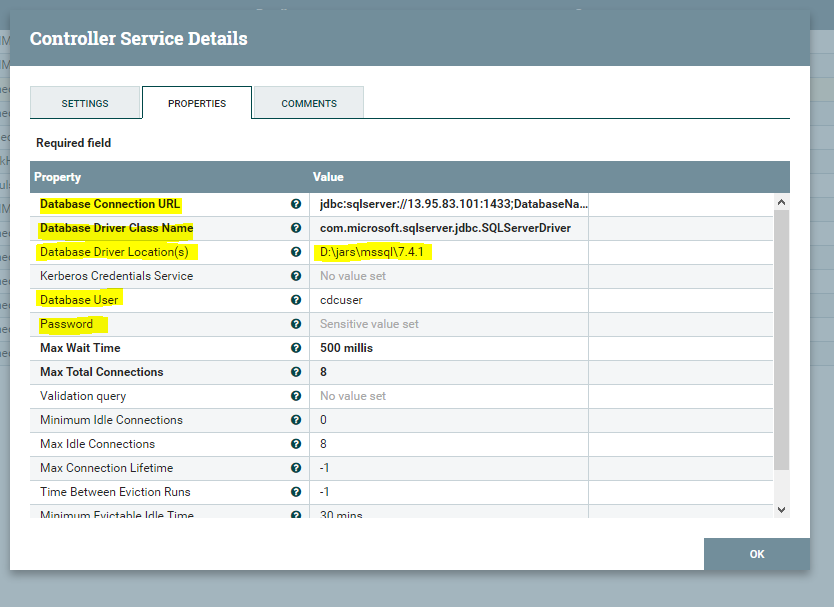 Controller Service Details
SETTINGS PROPERTIES COMMENTS
Required field
Property Value
Database Connection URL jdbc:sqlserver://13.95.83.101:1433;DatabaseNa...
Database Driver Class Name com.microsoft.sqlserver.jdbc.SQLServerDriver
Database Driver Location(s) D:\jars\mssql\7.4.1
Kerberos Credentials Service No value set
Database User cdcuser
Password Sensitive value set
Max Wait Time 500 millis
Max Total Connections 8
Validation query No value set
Minimum Idle Connections 0
Max Idle Connections 8
Max Connection Lifetime -1
Time Between Eviction Runs -1
Minimum Evictable Idle Time 30 mins
OK